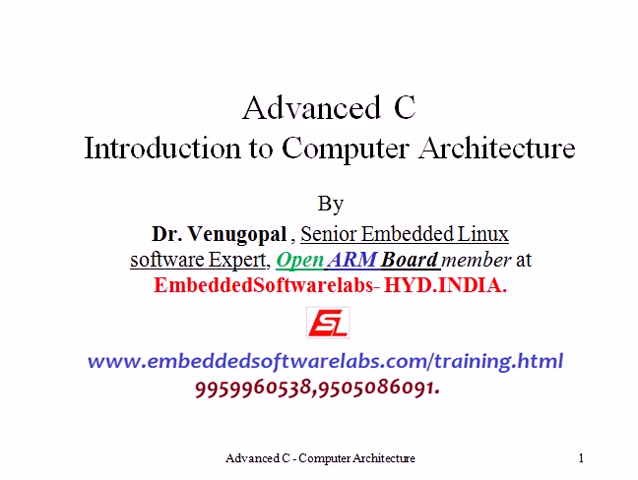 Advanced C
Introduction to Computer Architecture
By
Dr. Venugopal , Senior Embedded Linux
software Expert, Open ARM Board member at
EmbeddedSoftwarelabs- HYD.INDIA.
ESL
www.embeddedsoftwarelabs.com/training.html
9959960538,9505086091.
Advanced C - Computer Architecture 1